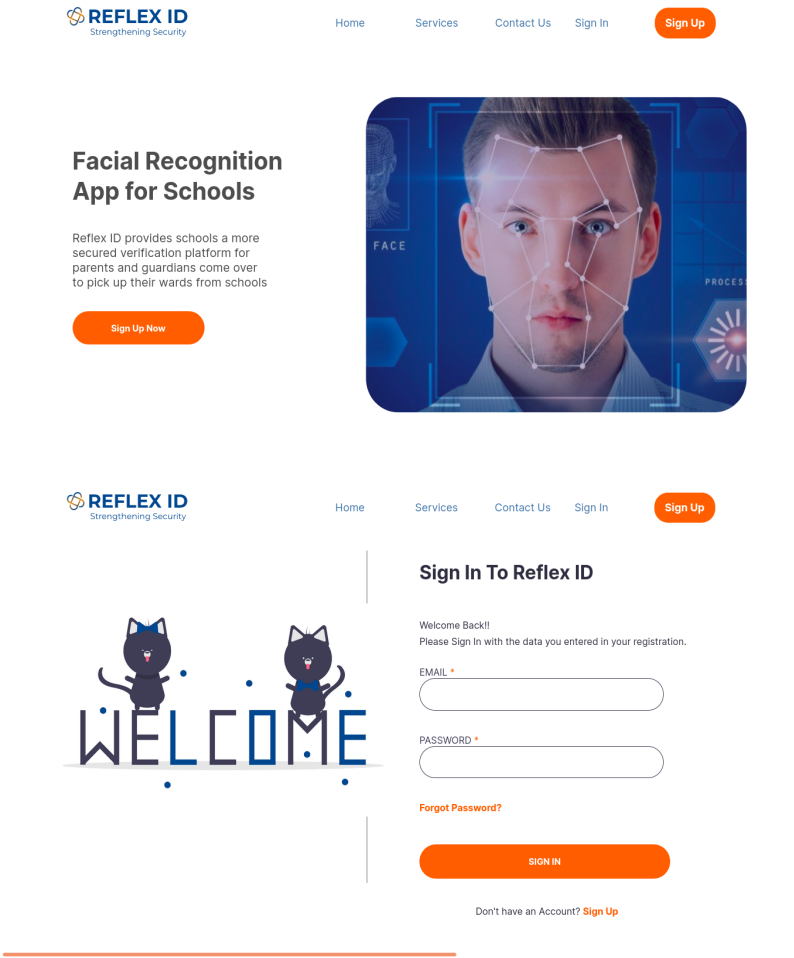 REFLEX ID
Strengthening Security
Home Services Contact Us Sign In Sign Up
Facial Recognition
App for Schools
Reflex ID provides schools a more
secured verification platform for
parents and guardians come over
to pick up their wards from schools
Sign Up Now
FACE
PROCES
REFLEX ID
Strengthening Security
Home Services Contact Us Sign In Sign Up
WELCOME
Sign In To Reflex ID
Welcome Back!!
Please Sign In with the data you entered in your registration.
EMAIL *
PASSWORD *
Forgot Password?
SIGN IN
Don't have an Account? Sign Up